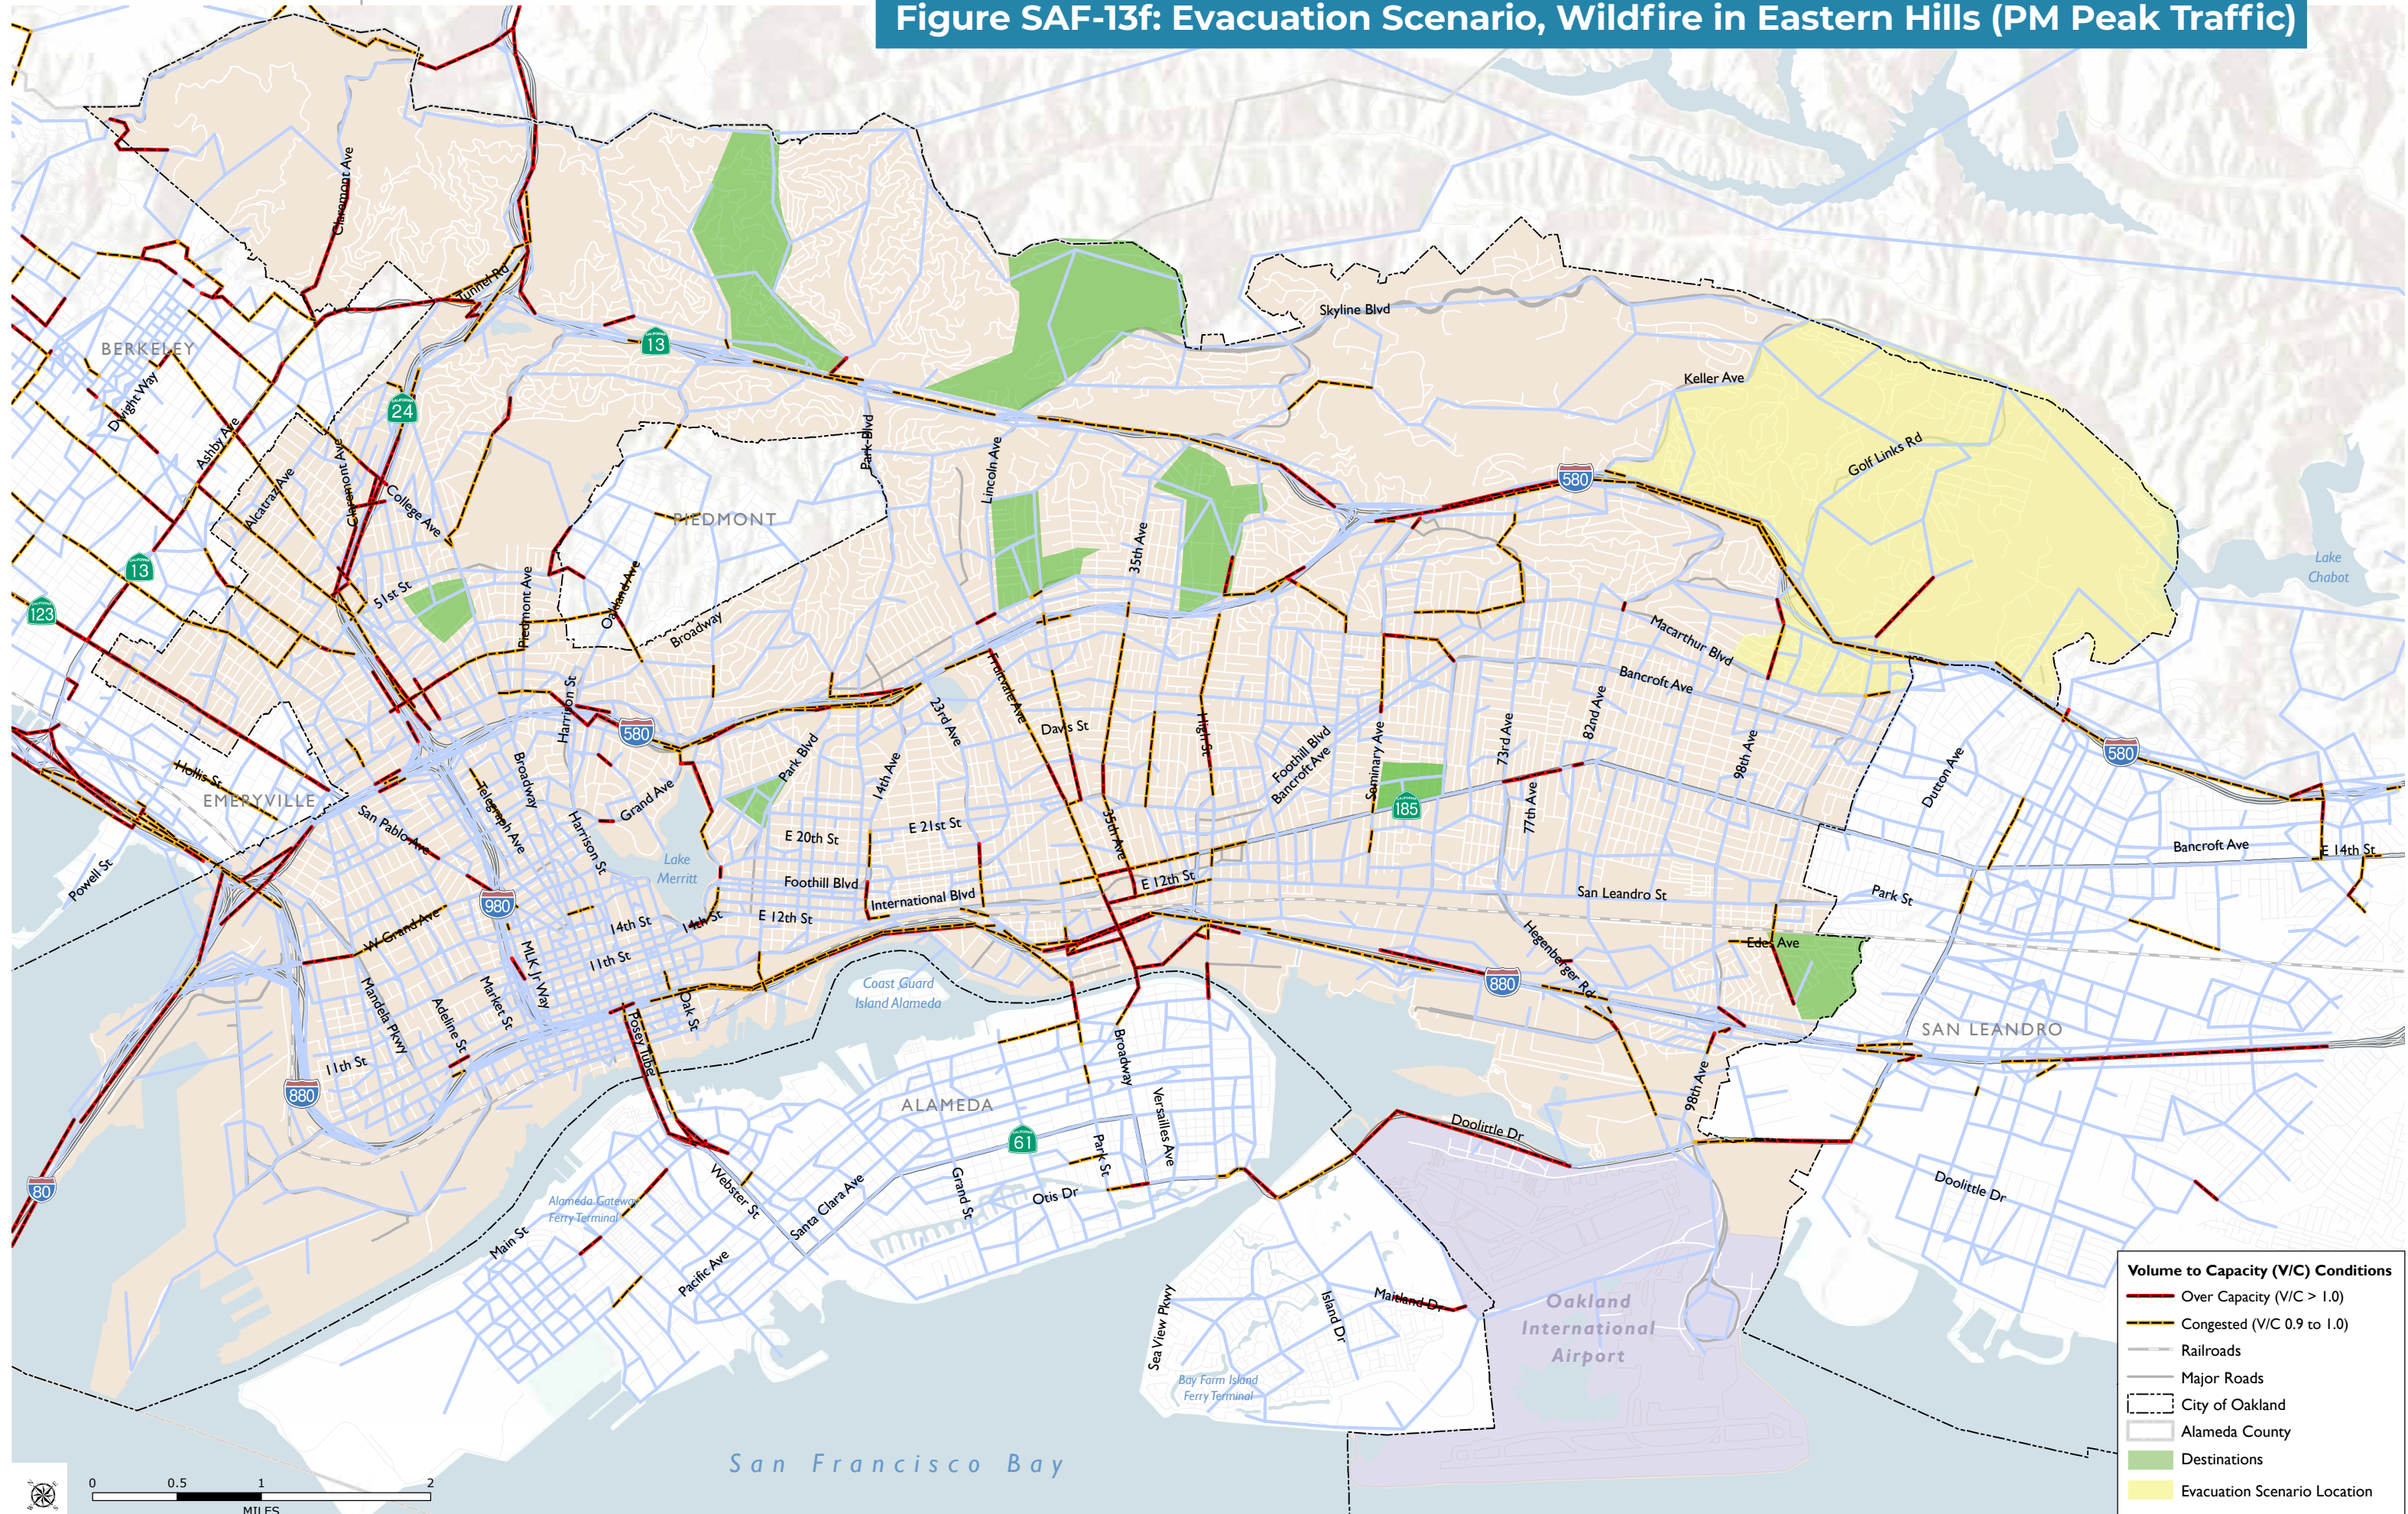 Figure SAF-13f: Evacuation Scenario, Wildfire in Eastern Hills (PM Peak Traffic)
Claremont Ave
Tunnel Rd
BERKELEY
13
Skyline Blvd
Keller Ave
Dwight Way
24
Ashby Ave
Claremont Ave
College Ave
Alcatraz Ave
Park Blvd
Lincoln Ave
Golf Links Rd
580
PIEDMONT
35th Ave
Lake
Chabot
13
123
51st St
Piedmont Ave
Oakland Ave
Broadway
Macarthur Blvd
Bancroft Ave
Fruitvale Ave
Harrison St
580
23rd Ave
Davis St
High St
Foothill Blvd
Bancroft Ave
Seminary Ave
73rd Ave
82nd Ave
98th Ave
580
Dutton Ave
Hollis St
EMERYVILLE
Telegraph Ave
Broadway
Park Blvd
14th Ave
Grand Ave
San Pablo Ave
Harrison St
E 20th St
E 21st St
35th Ave
185
77th Ave
Bancroft Ave
E 14th St
Powell St
Lake
Merritt
Foothill Blvd
E 12th St
International Blvd
San Leandro St
Park St
980
W Grand Ave
14th St
14th St
E 12th St
11th St
MLK Jr Way
Hegenberger Rd
Edes Ave
880
Coast Guard
Island Alameda
Mandela Pkwy
Adeline St
Market St
Oak St
Posey Tube
SAN LEANDRO
11th St
880
Broadway
98th Ave
ALAMEDA
Versailles Ave
61
Park St
Doolittle Dr
80
Webster St
Santa Clara Ave
Grand St
Otis Dr
Doolittle Dr
Alameda Gateway
Ferry Terminal
Main St
Pacific Ave
Sea View Pkwy
Island Dr
Maitland Dr
Oakland
International
Airport
Bay Farm Island
Ferry Terminal
San Francisco Bay
0 0.5 1 2
MILES
Volume to Capacity (V/C) Conditions
Over Capacity (V/C > 1.0)
Congested (V/C 0.9 to 1.0)
Railroads
Major Roads
City of Oakland
Alameda County
Destinations
Evacuation Scenario Location